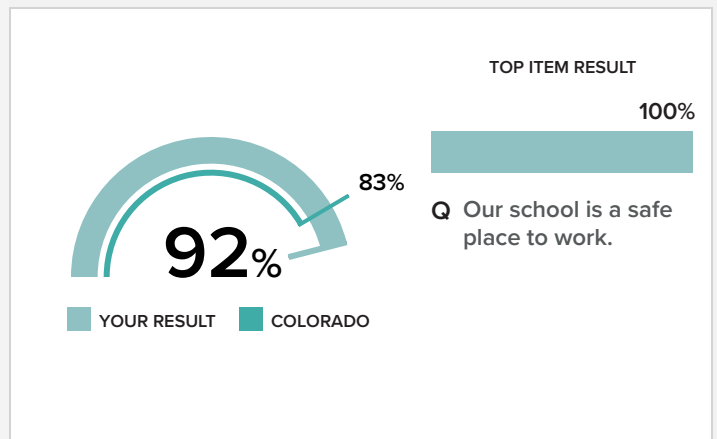 TOP ITEM RESULT
100%
Q Our school is a safe
place to work.
83%
92%
YOUR RESULT
COLORADO